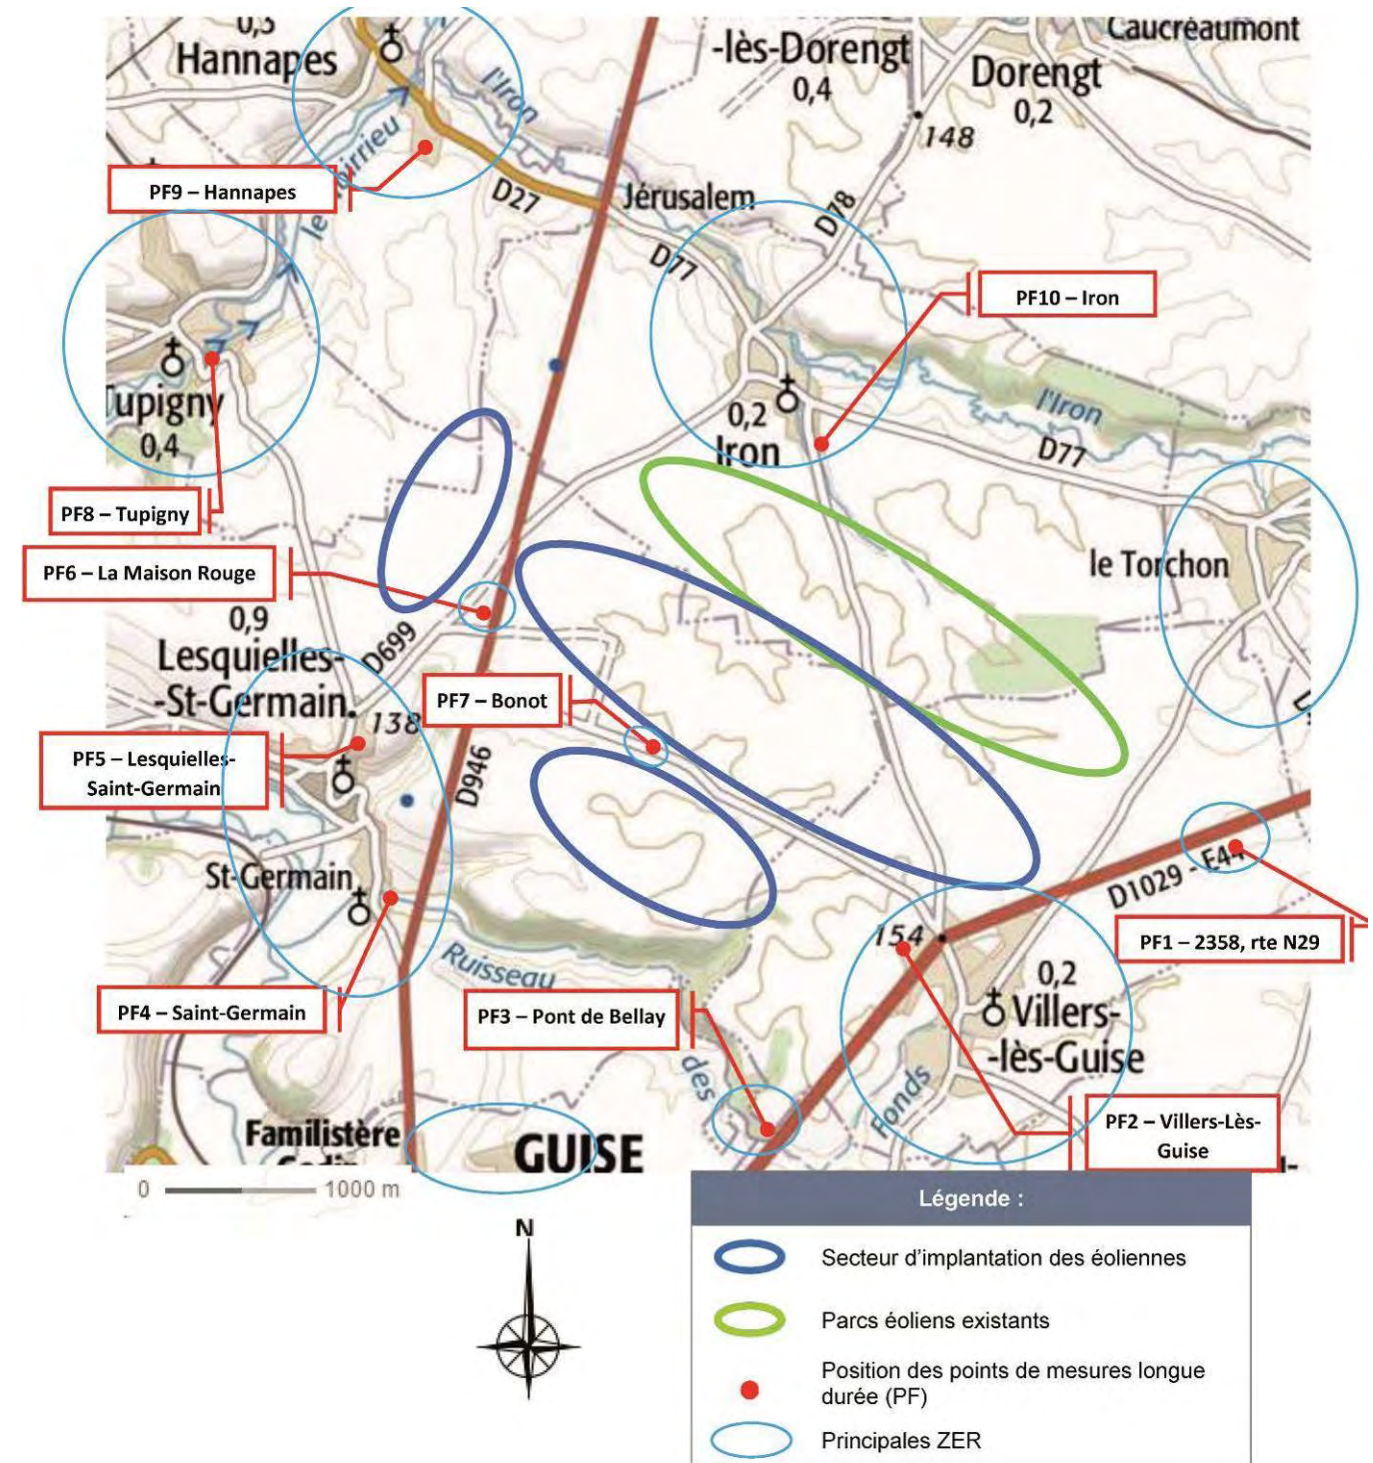 0,3
Hannapes
-lès-Dorengt
0,4
Caucréaumont
Dorengt
0,2
148
l'Iron
PF9 – Hannapes
D27
Jérusalem
D78
D77
PF10 – Iron
Tupigny
0,4
0,2
Iron
l'Iron
D77
PF8 – Tupigny
PF6 – La Maison Rouge
le Torchon
0,9
Lesquielles-
-St-Germain
D699
138
PF7 – Bonot
PF5 – Lesquielles-
Saint-Germain
D946
St-Germain
D1029 - E44
154
PF1 – 2358, rte N29
Ruisseau
0,2
Villers-
-lès-Guise
PF4 – Saint-Germain
PF3 – Pont de Bellay
des
Fonds
PF2 – Villers-Lès-
Guise
Familistère
Godin
GUISE
0
1000 m
N
Légende :
Secteur d'implantation des éoliennes
Parcs éoliens existants
Position des points de mesures longue
durée (PF)
Principales ZER